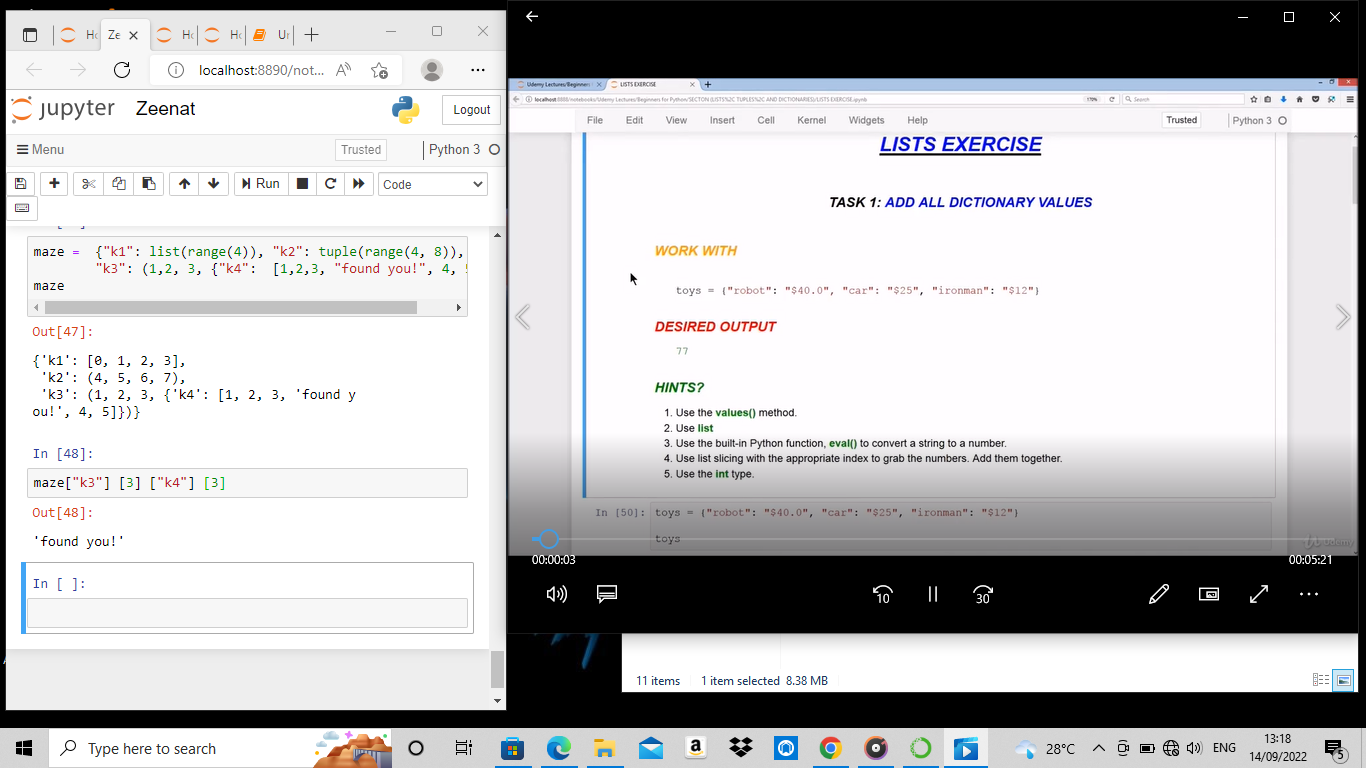 Ho
Ze
Ho
Ho
Un
localhost:8890/not...
jupyter Zeenat
Logout
Menu
Trusted
Python 3
Run
Code
maze = {"k1": list(range(4)), "k2": tuple(range(4, 8)),
"k3": (1,2, 3, {"k4": [1,2,3, "found you!", 4, 5
maze
Out[47]:
{'k1': [0, 1, 2, 3],
'k2': (4, 5, 6, 7),
'k3': (1, 2, 3, {'k4': [1, 2, 3, 'found y
ou!', 4, 5]})}
In [48]:
maze["k3"] [3] ["k4"] [3]
Out[48]:
'found you!'
In [ ]:
Udemy Lectures/Beginners
LISTS EXERCISE
localhost:8888/notebooks/Udemy Lectures/Beginners for Python/SECTION (LISTS%2C TUPLES%2C AND DICTIONARIES)/LISTS EXERCISE.ipynb
170%
Search
File Edit View Insert Cell Kernel Widgets Help
Trusted
Python 3
LISTS EXERCISE
TASK 1: ADD ALL DICTIONARY VALUES
WORK WITH
toys = {"robot": "$40.0", "car": "$25", "ironman": "$12"}
DESIRED OUTPUT
77
HINTS?
1. Use the values() method.
2. Use list
3. Use the built-in Python function, eval() to convert a string to a number.
4. Use list slicing with the appropriate index to grab the numbers. Add them together.
5. Use the int type.
In [50]: toys = {"robot": "$40.0", "car": "$25", "ironman": "$12"}
toys
Udemy
00:00:03
00:05:21
10
30
11 items 1 item selected 8.38 MB
Type here to search
28°C
ENG
13:18
14/09/2022
5